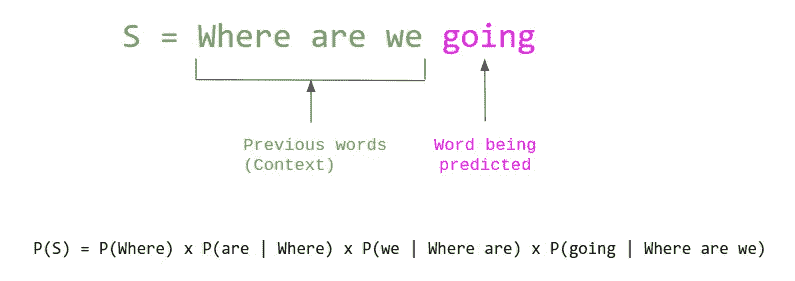 S = Where are we going
Previous words
(Context)
Word being
predicted
P(S) = P(Where) x P(are | Where) x P(we | Where are) x P(going | Where are we)